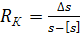 R_K = Δs / (s−[s])